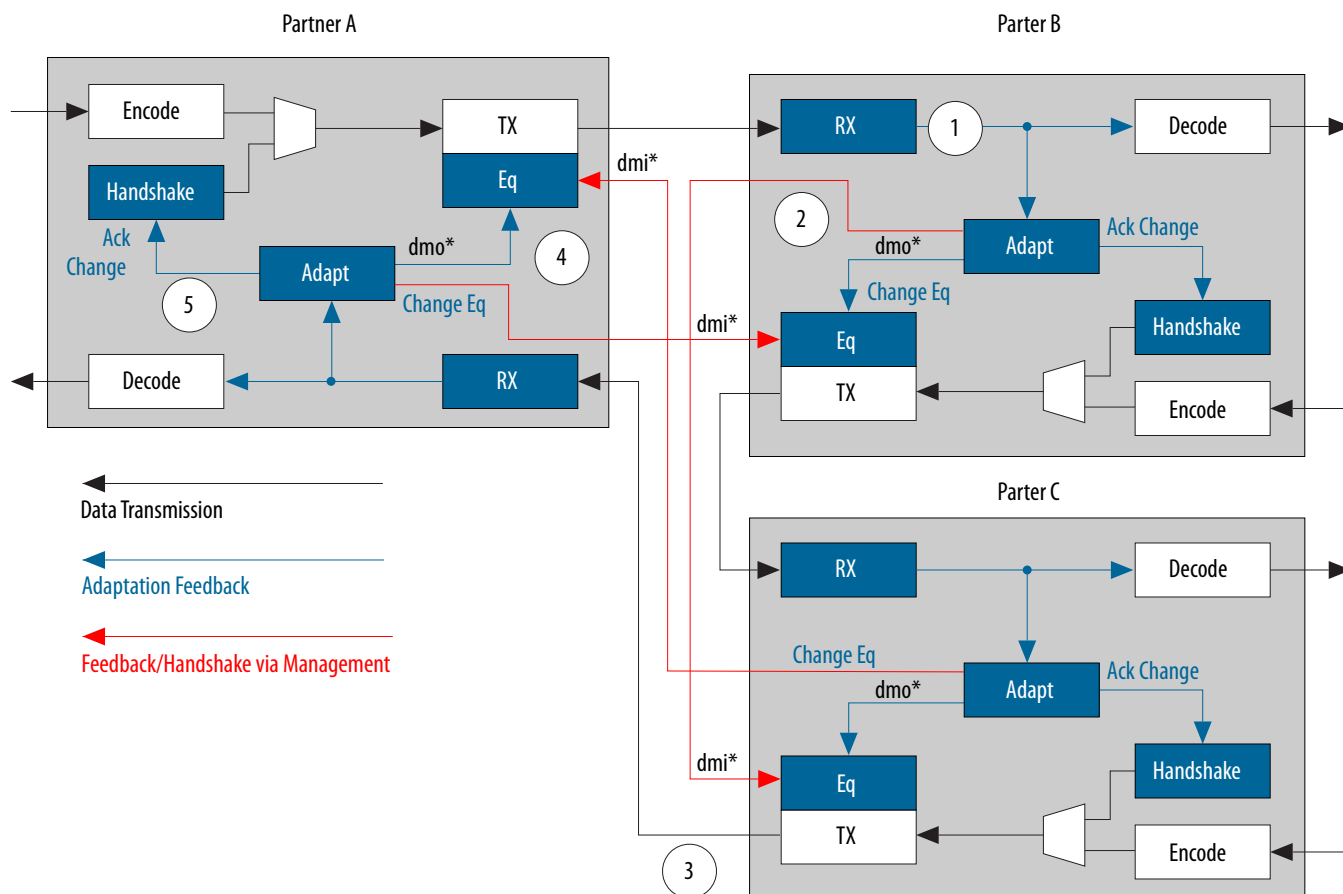 Partner A
Encode
TX
Eq
dmi*
Handshake
Ack
Change
dmo*
4
Adapt
5
Change Eq
dmi*
Decode
RX
Parter B
RX
1
Decode
2
Adapt
Ack Change
dmo*
Change Eq
Handshake
Eq
TX
Encode
Data Transmission
Adaptation Feedback
Feedback/Handshake via Management
Parter C
RX
Decode
Change Eq
Adapt
Ack Change
dmo*
dmi*
Eq
Handshake
TX
Encode
3